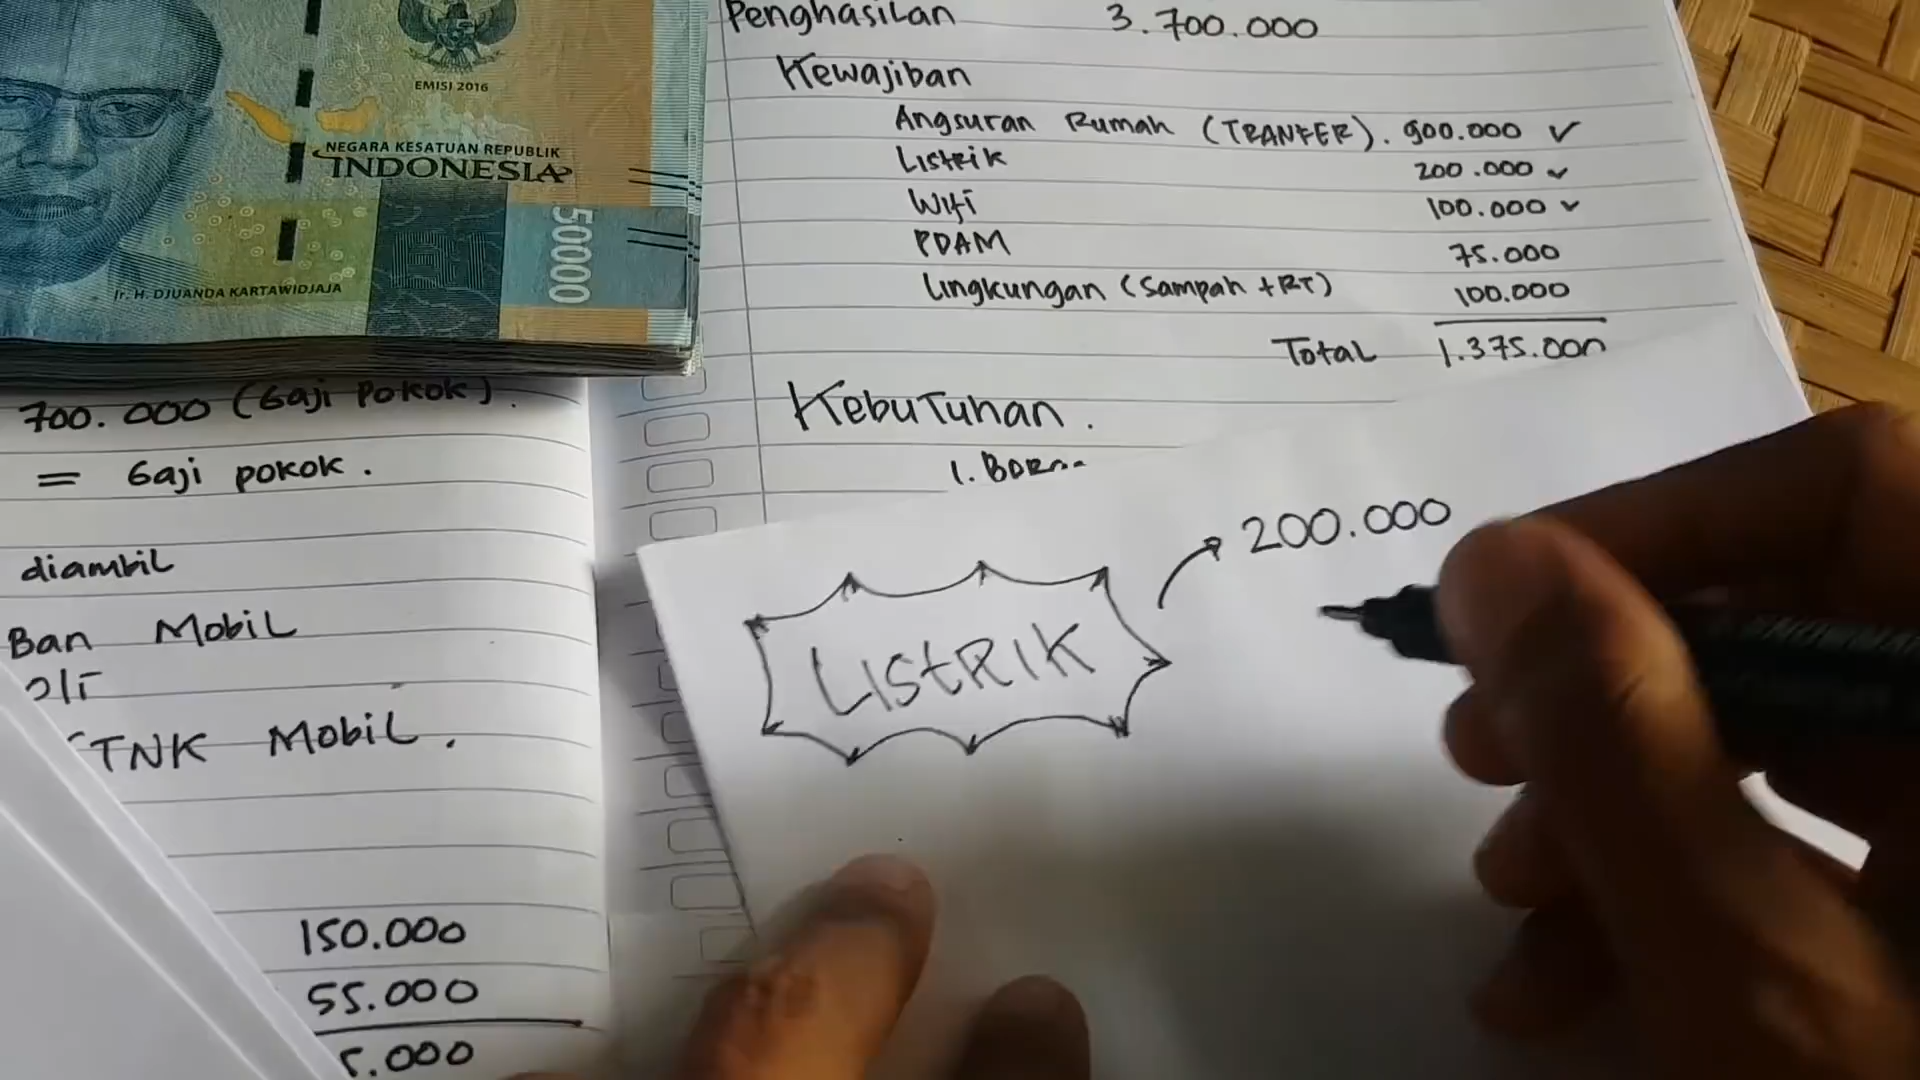 EMISI 2016
NEGARA KESATUAN REPUBLIK
INDONESIA
50000
Ir. H. DJUANDA KARTAWIDJAJA
700.000 (Gaji Pokok).
= Gaji pokok.
diambil
Ban Mobil
TNK Mobil.
150.000
55.000
5.000
Penghasilan 3.700.000
Kewajiban
Angsuran Rumah (TRANFER). 900.000 ✓
Listrik 200.000 ✓
Wifi 100.000 ✓
PDAM 75.000
Lingkungan (Sampah + RT) 100.000
Total 1.375.000
Kebutuhan.
1.
200.000
LIStRIK